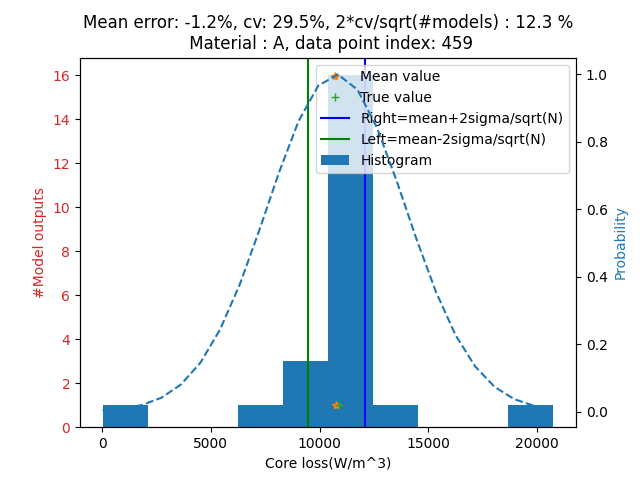 Mean error: -1.2%, cv: 29.5%, 2*cv/sqrt(#models) : 12.3 %
Material : A, data point index: 459
16
14
12
10
8
6
4
2
0
#Model outputs
Mean value
True value
Right=mean+2sigma/sqrt(N)
Left=mean-2sigma/sqrt(N)
Histogram
1.0
0.8
0.6
0.4
0.2
0.0
Probability
0 5000 10000 15000 20000
Core loss(W/m^3)